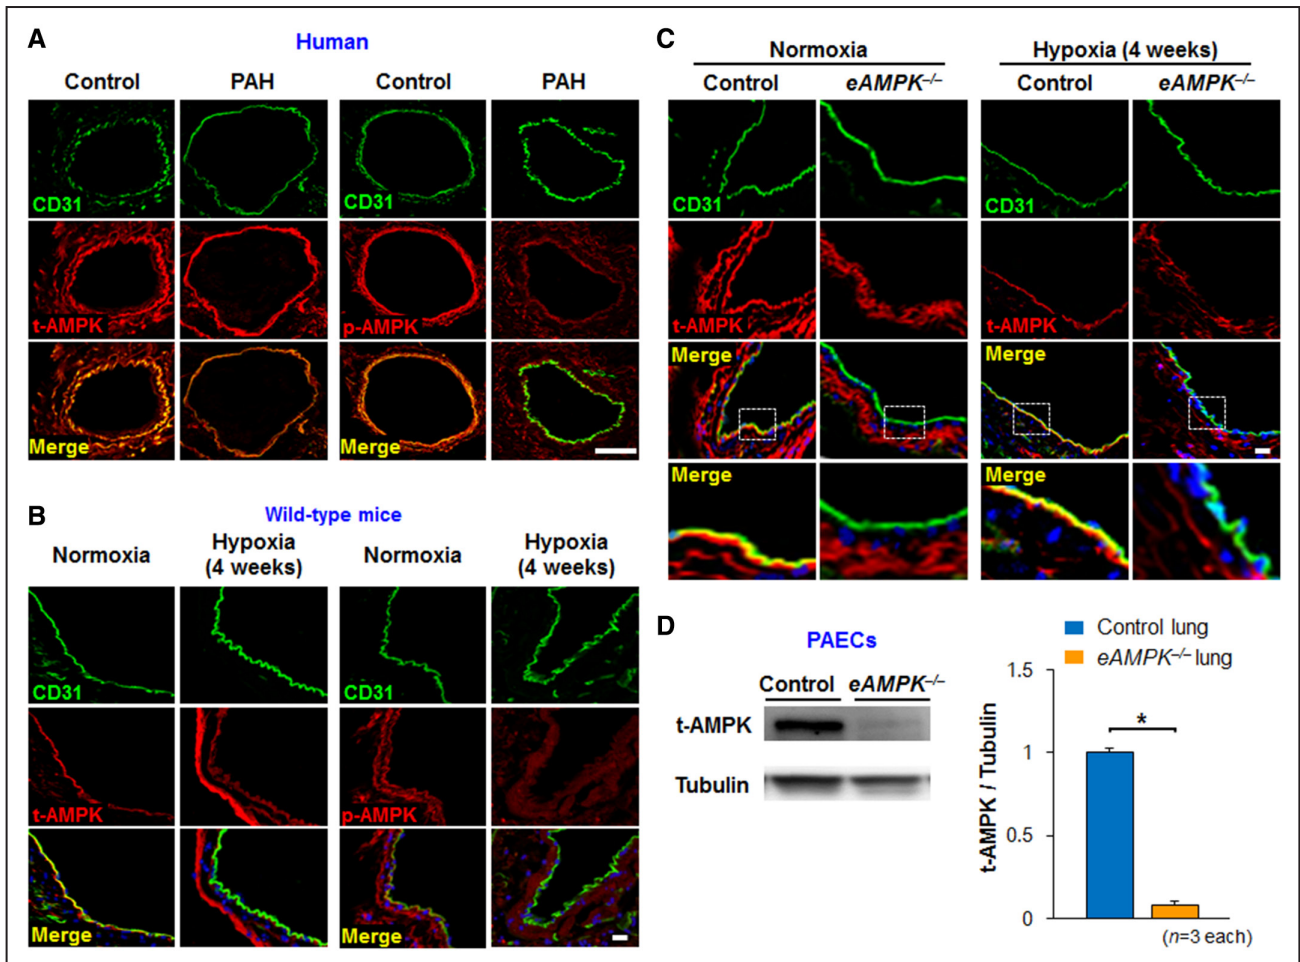 A
Human
Control PAH Control PAH
CD31 CD31
t-AMPK p-AMPK
Merge Merge
B
Wild-type mice
Normoxia Hypoxia (4 weeks) Normoxia Hypoxia (4 weeks)
CD31 CD31
t-AMPK p-AMPK
Merge Merge
C
Normoxia Hypoxia (4 weeks)
Control eAMPK–/– Control eAMPK–/–
CD31 CD31
t-AMPK t-AMPK
Merge Merge
Merge Merge
D
PAECs
Control eAMPK–/–
t-AMPK
Tubulin
Control lung
eAMPK–/– lung
t-AMPK / Tubulin
1.5
1
0.5
0
*
(n=3 each)